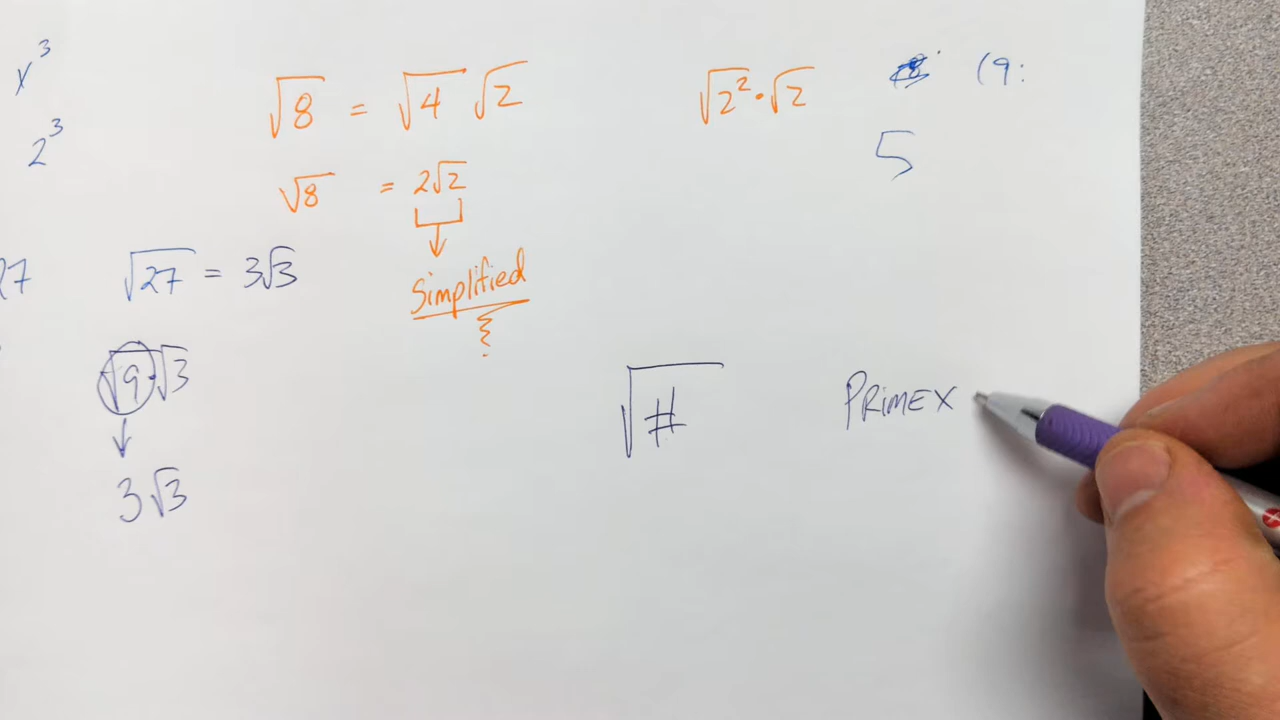 x³
2³
√8 = √4 √2
√8 = 2√2
Simplified
√2² · √2
(9:
5
27
√27 = 3√3
√9 · √3
3√3
√#
PRIMEX